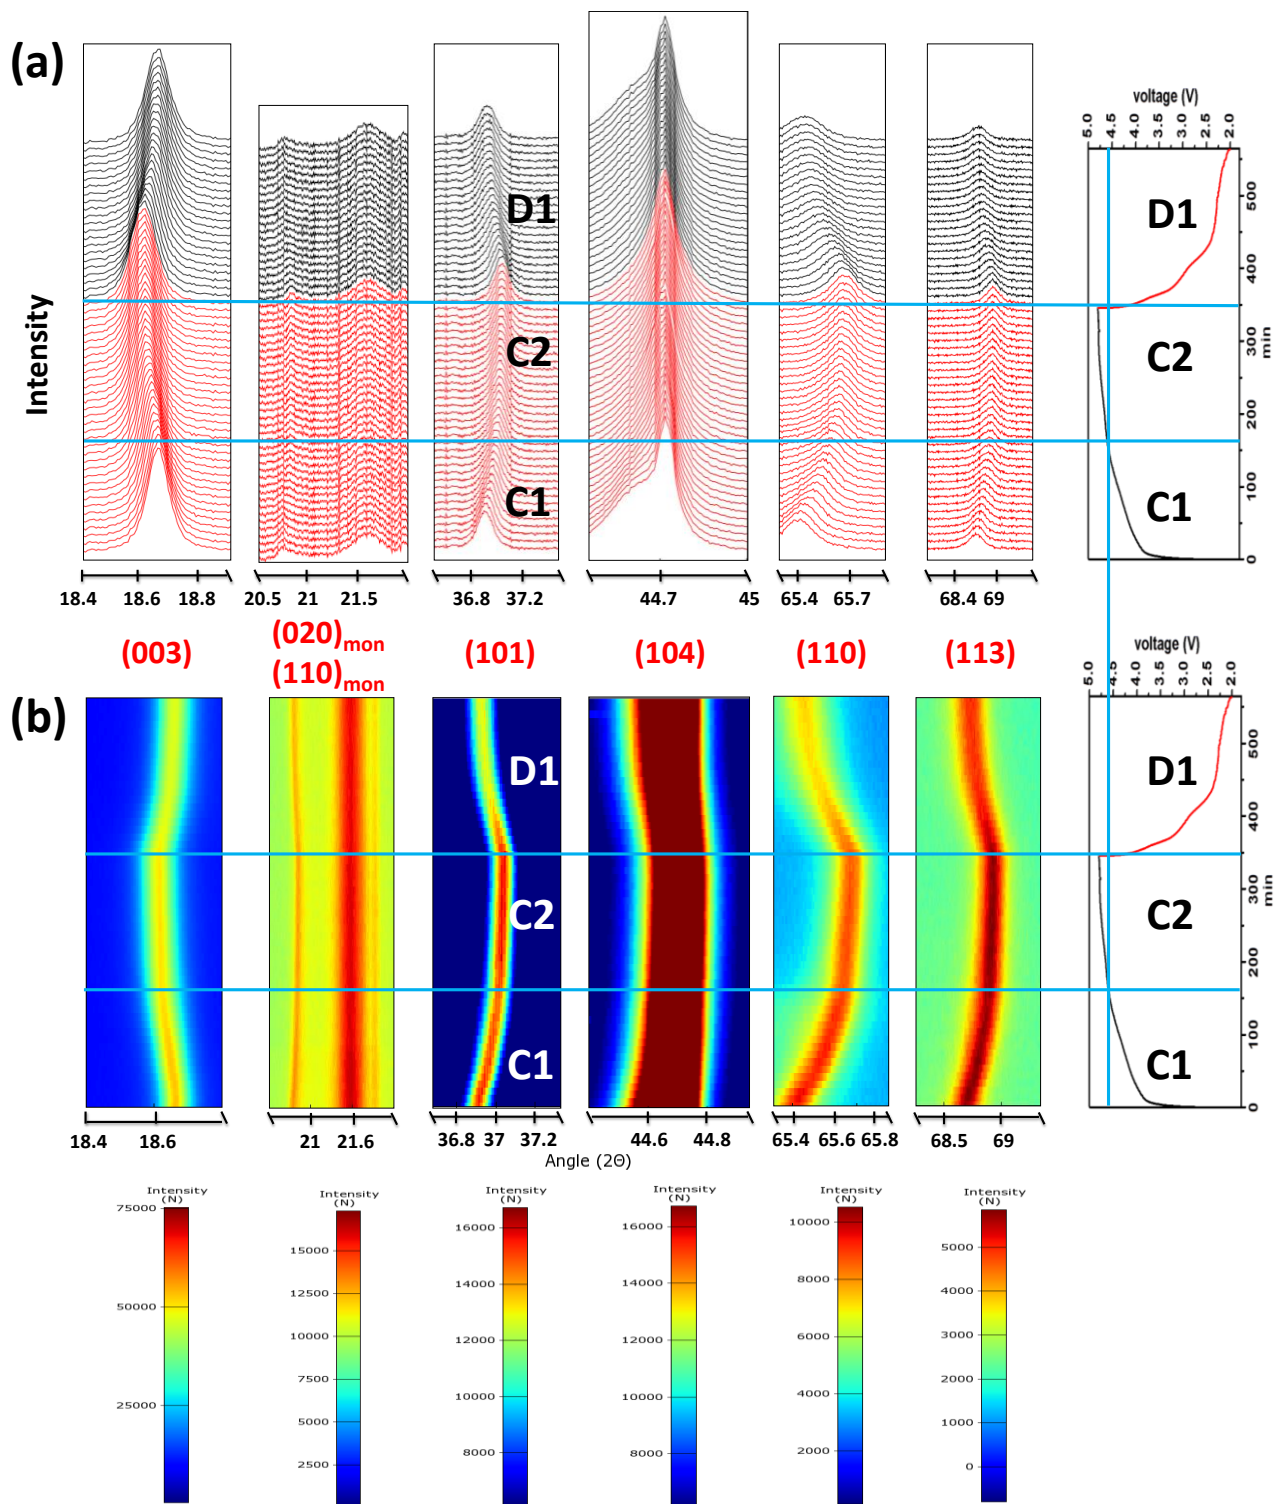 (a)
Intensity
D1
C2
C1
18.4 18.6 18.8
20.5 21 21.5
36.8 37.2
44.7 45
65.4 65.7
68.4 69
voltage (V)
5.0 4.5 4.0 3.5 3.0 2.5 2.0
D1
C2
C1
0 100 200 300 400 500
min
(003)
(020)mon
(110)mon
(101)
(104)
(110)
(113)
(b)
D1
C2
C1
18.4 18.6
21 21.6
36.8 37 37.2
44.6 44.8
65.4 65.6 65.8
68.5 69
Angle (2Θ)
voltage (V)
5.0 4.5 4.0 3.5 3.0 2.5 2.0
D1
C2
C1
0 100 200 300 400 500
min
Intensity
(N)
75000
50000
25000
Intensity
(N)
15000
12500
10000
7500
5000
2500
Intensity
(N)
16000
14000
12000
10000
8000
Intensity
(N)
16000
14000
12000
10000
8000
Intensity
(N)
10000
8000
6000
4000
2000
Intensity
(N)
5000
4000
3000
2000
1000
0